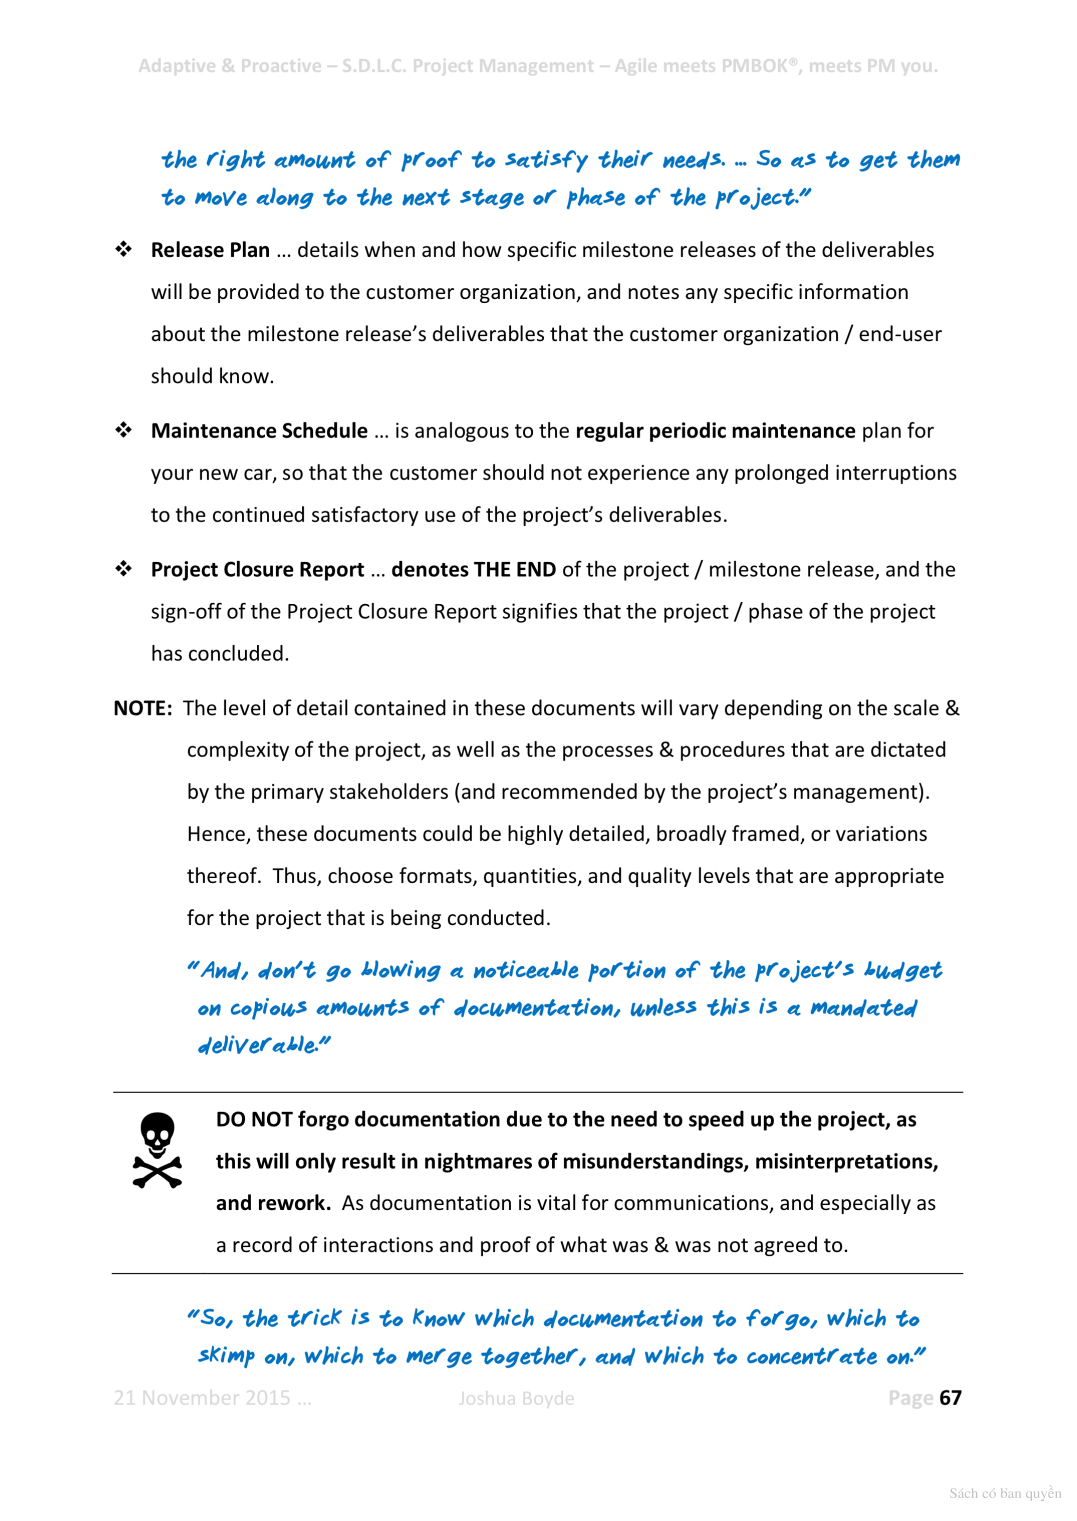 Adaptive & Proactive – S.D.L.C. Project Management – Agile meets PMBOK®, meets PM you.
the right amount of proof to satisfy their needs. … So as to get them
to move along to the next stage or phase of the project.”
❖ Release Plan … details when and how specific milestone releases of the deliverables
will be provided to the customer organization, and notes any specific information
about the milestone release’s deliverables that the customer organization / end-user
should know.
❖ Maintenance Schedule … is analogous to the regular periodic maintenance plan for
your new car, so that the customer should not experience any prolonged interruptions
to the continued satisfactory use of the project’s deliverables.
❖ Project Closure Report … denotes THE END of the project / milestone release, and the
sign-off of the Project Closure Report signifies that the project / phase of the project
has concluded.
NOTE: The level of detail contained in these documents will vary depending on the scale &
complexity of the project, as well as the processes & procedures that are dictated
by the primary stakeholders (and recommended by the project’s management).
Hence, these documents could be highly detailed, broadly framed, or variations
thereof. Thus, choose formats, quantities, and quality levels that are appropriate
for the project that is being conducted.
“And, don’t go blowing a noticeable portion of the project’s budget
on copious amounts of documentation, unless this is a mandated
deliverable.”
DO NOT forgo documentation due to the need to speed up the project, as
this will only result in nightmares of misunderstandings, misinterpretations,
and rework. As documentation is vital for communications, and especially as
a record of interactions and proof of what was & was not agreed to.
“So, the trick is to know which documentation to forgo, which to
skimp on, which to merge together, and which to concentrate on.”
21 November 2015 … Joshua Boyde Page 67
Sách có bản quyền